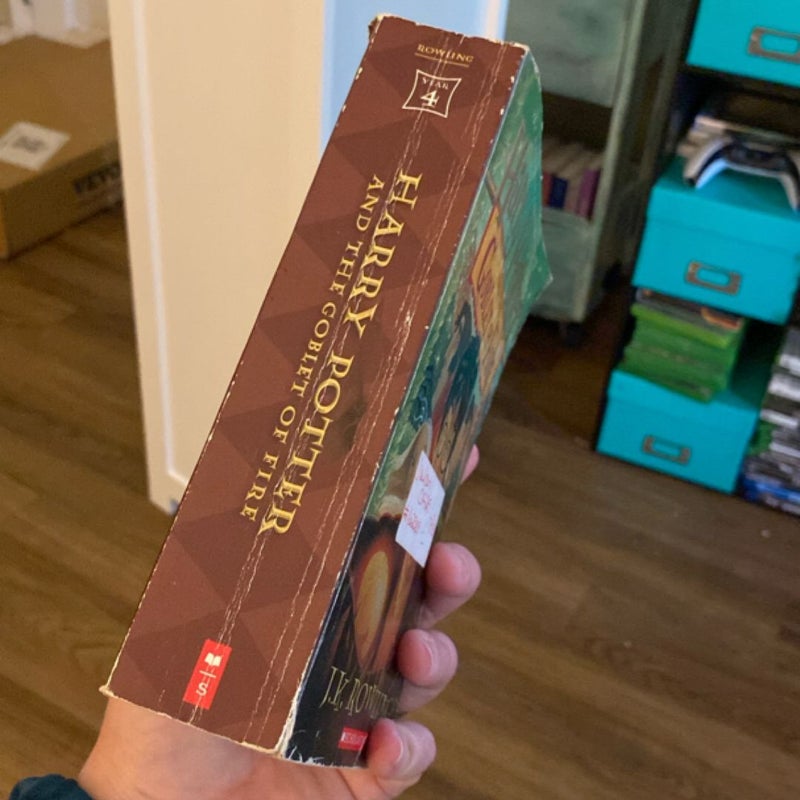 ROWLING
YEAR
4
HARRY POTTER
AND THE GOBLET OF FIRE
S
J.K. ROWLING